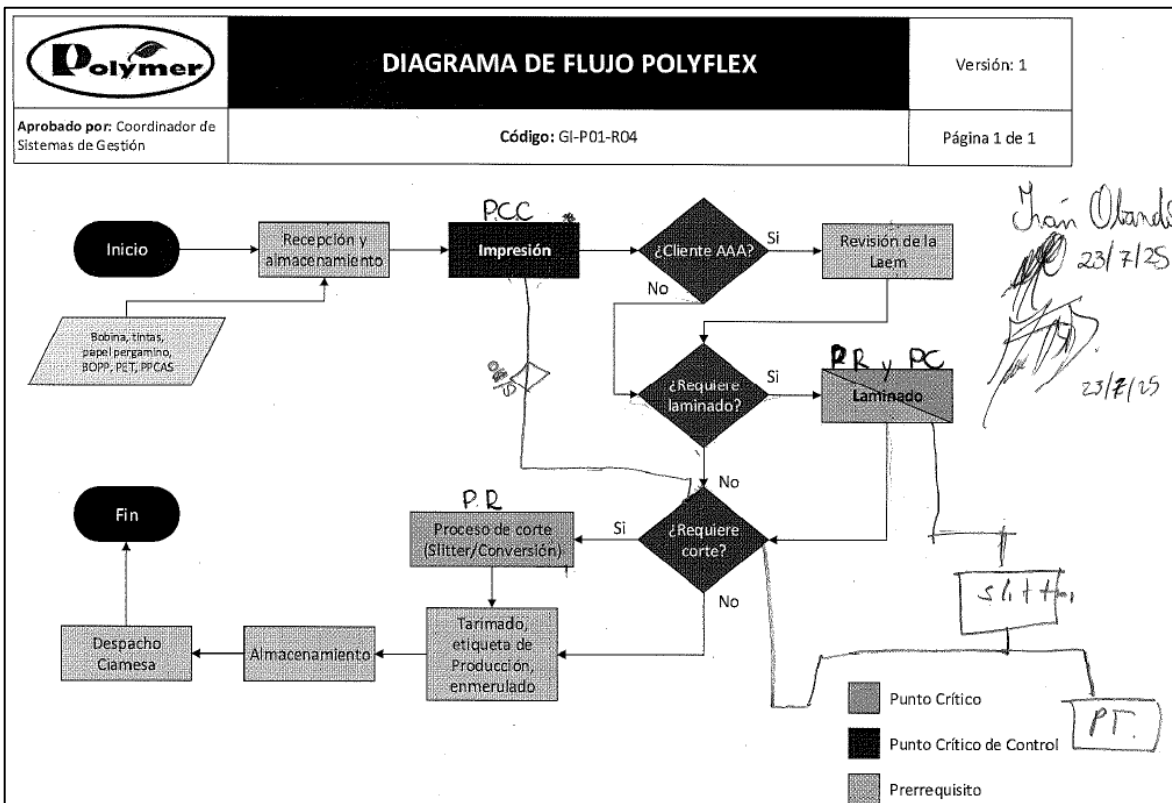 Polymer
DIAGRAMA DE FLUJO POLYFLEX
Versión: 1
Aprobado por: Coordinador de
Sistemas de Gestión
Código: GI-P01-R04
Página 1 de 1
Inicio
Recepción y
almacenamiento
P.C.C
Impresión
¿Cliente AAA?
Si
Revisión de la
Laem
No
23/7/25
23/7/25
Bobina, tintas,
papel pergamino,
BOPP, PET, PPCAS
¿Requiere
laminado?
Si
PR y PC
Laminado
No
Fin
P.R
Proceso de corte
(Slitter/Conversión)
Si
¿Requiere
corte?
No
Tarimado,
etiqueta de
Producción,
enmerulado
Almacenamiento
Despacho
Ciamesa
PT.
Punto Crítico
Punto Crítico de Control
Prerrequisito